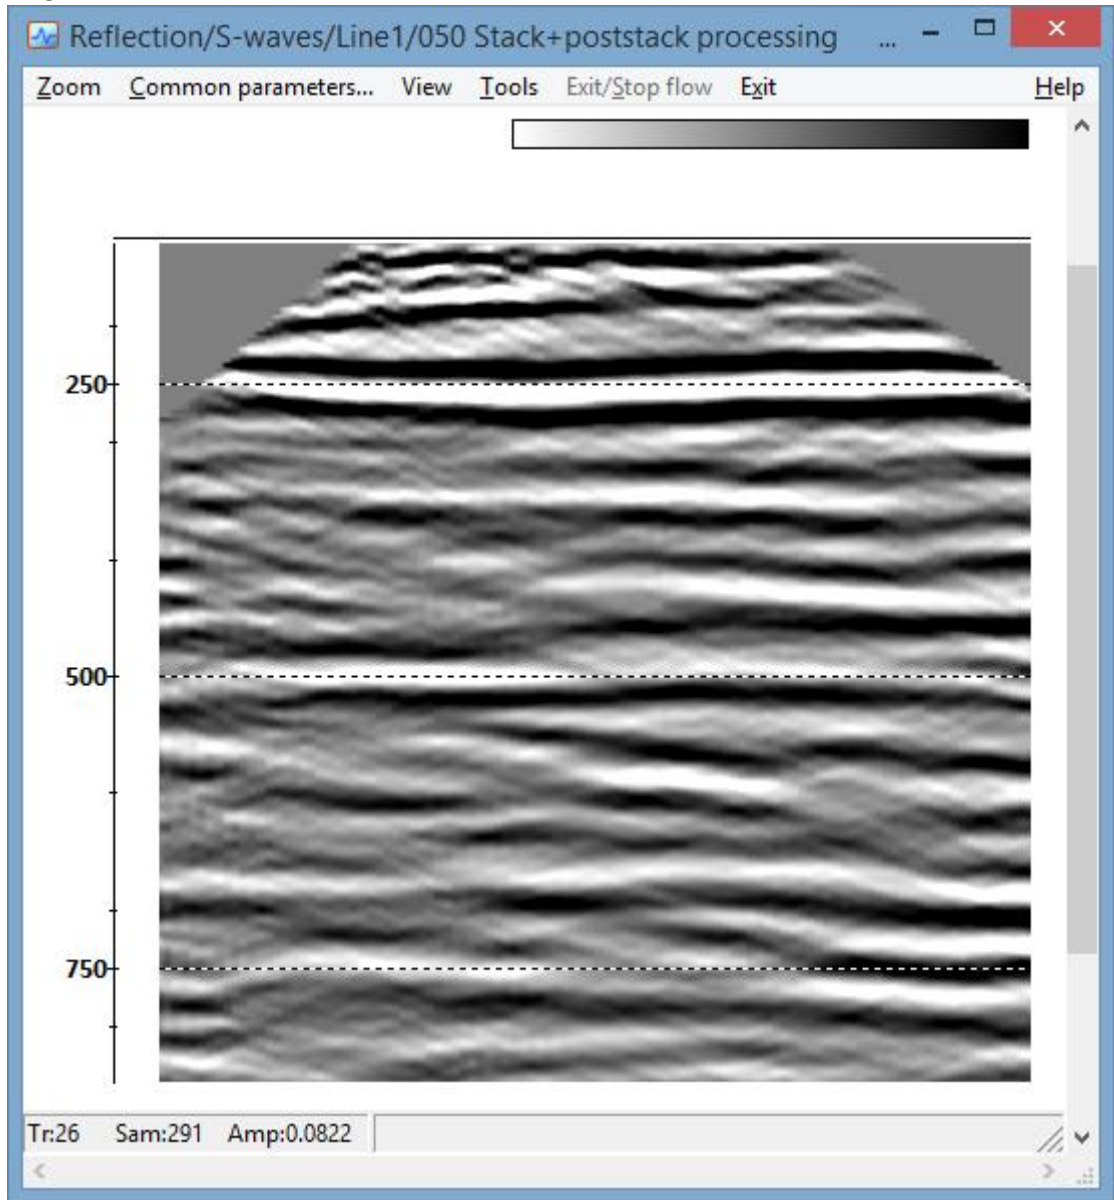 Reflection/S-waves/Line1/050 Stack+poststack processing ...
Zoom Common parameters... View Tools Exit/Stop flow Exit Help
250
500
750
Tr:26 Sam:291 Amp:0.0822